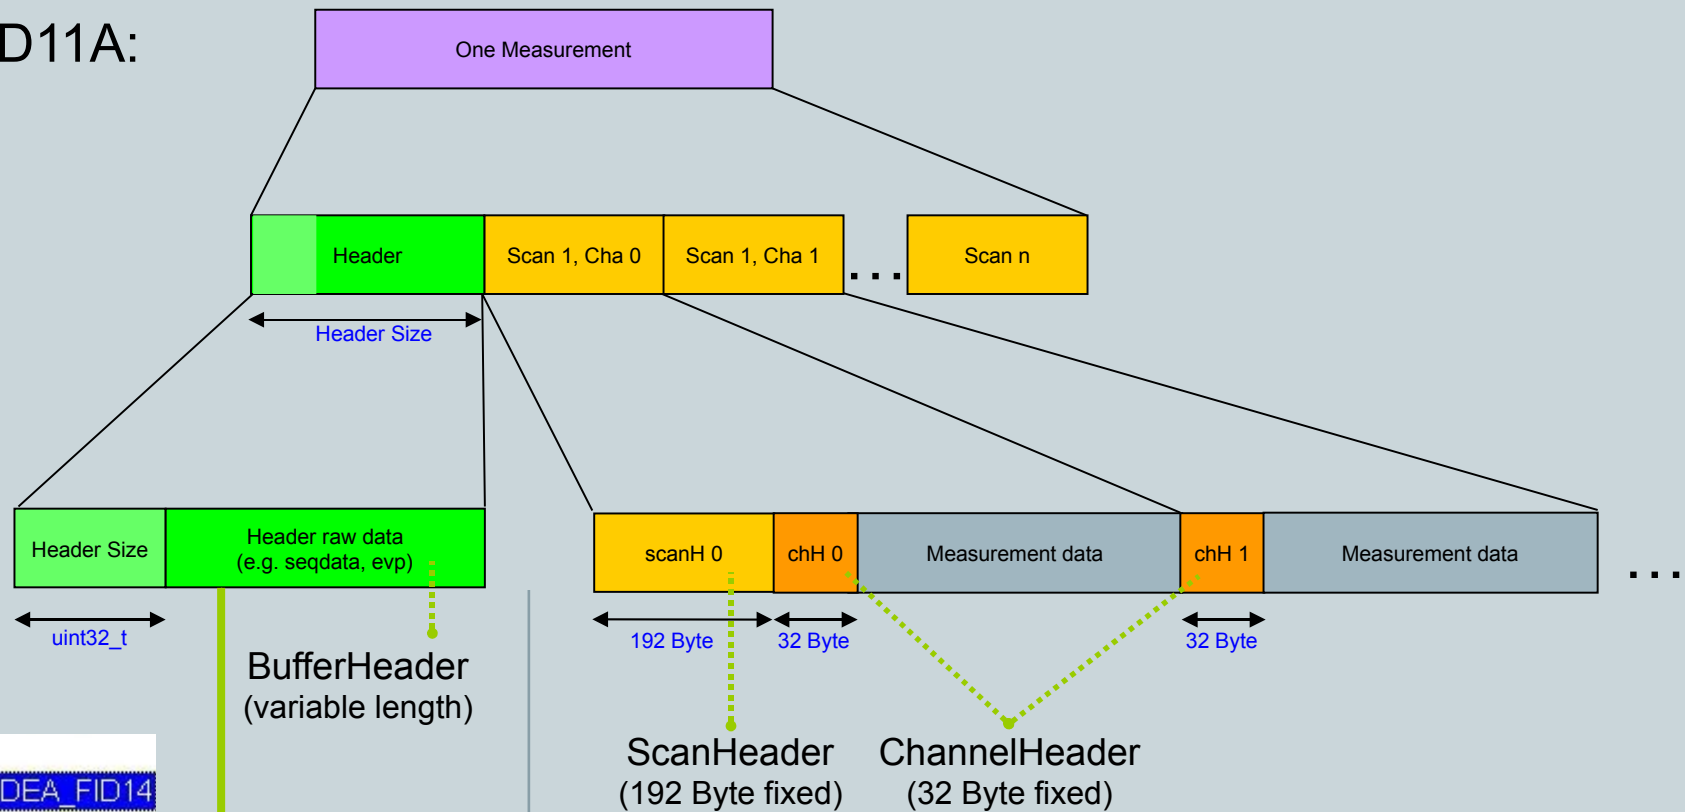 D11A:
One Measurement
Header
Scan 1, Cha 0
Scan 1, Cha 1
...
Scan n
Header Size
Header Size
Header raw data
(e.g. seqdata, evp)
scanH 0
chH 0
Measurement data
chH 1
Measurement data
...
uint32_t
192 Byte
32 Byte
32 Byte
BufferHeader
(variable length)
ScanHeader
(192 Byte fixed)
ChannelHeader
(32 Byte fixed)
DEA_FID14